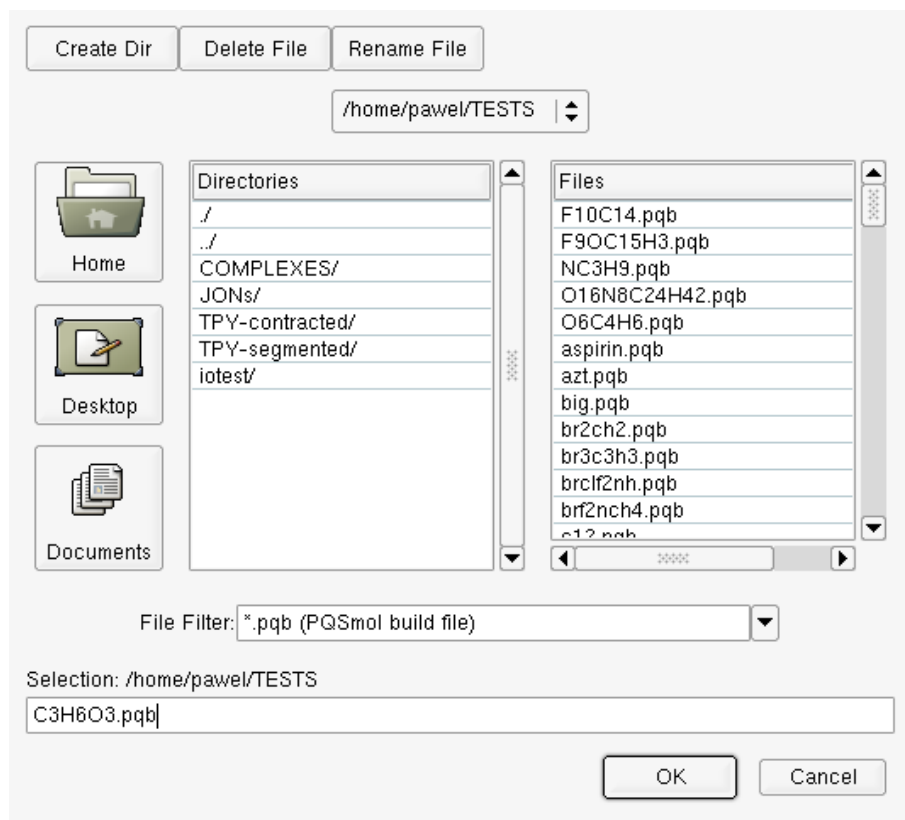 Create Dir
Delete File
Rename File
/home/pawel/TESTS
Home
Desktop
Documents
Directories
./
../
COMPLEXES/
JONs/
TPY-contracted/
TPY-segmented/
iotest/
Files
F10C14.pqb
F9OC15H3.pqb
NC3H9.pqb
O16N8C24H42.pqb
O6C4H6.pqb
aspirin.pqb
azt.pqb
big.pqb
br2ch2.pqb
br3c3h3.pqb
brclf2nh.pqb
brf2nch4.pqb
c12.pqb
File Filter: *.pqb (PQSmol build file)
Selection: /home/pawel/TESTS
C3H6O3.pqb
OK
Cancel